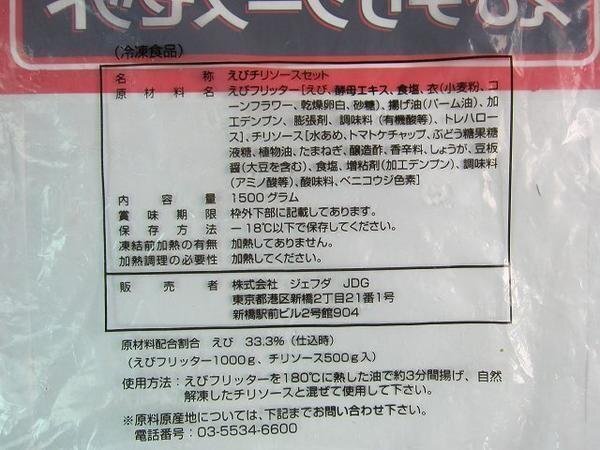 (冷凍食品)
名 称 えびチリソースセット
原材料名 えびフリッター[えび、酵母エキス、食塩、衣(小麦粉、コ
ーンフラワー、乾燥卵白、砂糖)、揚げ油(パーム油)、加
工デンプン、膨張剤、調味料(有機酸等)、トレハロー
ス]、チリソース[水あめ、トマトケチャップ、ぶどう糖果糖
液糖、植物油、たまねぎ、醸造酢、香辛料、しょうが、豆板
醤(大豆を含む)、食塩、増粘剤(加工デンプン)、調味料
(アミノ酸等)、酸味料、ベニコウジ色素]
内容量 1500グラム
賞味期限 枠外下部に記載してあります。
保存方法 −18℃以下で保存してください。
凍結前加熱の有無 加熱してありません。
加熱調理の必要性 加熱してください。
販売者 株式会社 ジェフダ JDG
東京都港区新橋2丁目21番1号
新橋駅前ビル2号館904
原材料配合割合 えび 33.3%(仕込時)
(えびフリッター1000g、チリソース500g入)
使用方法:えびフリッターを180℃に熱した油で約3分間揚げ、自然
解凍したチリソースと混ぜて使用して下さい。
※原料原産地については、下記までお問い合わせ下さい。
電話番号:03-5534-6600